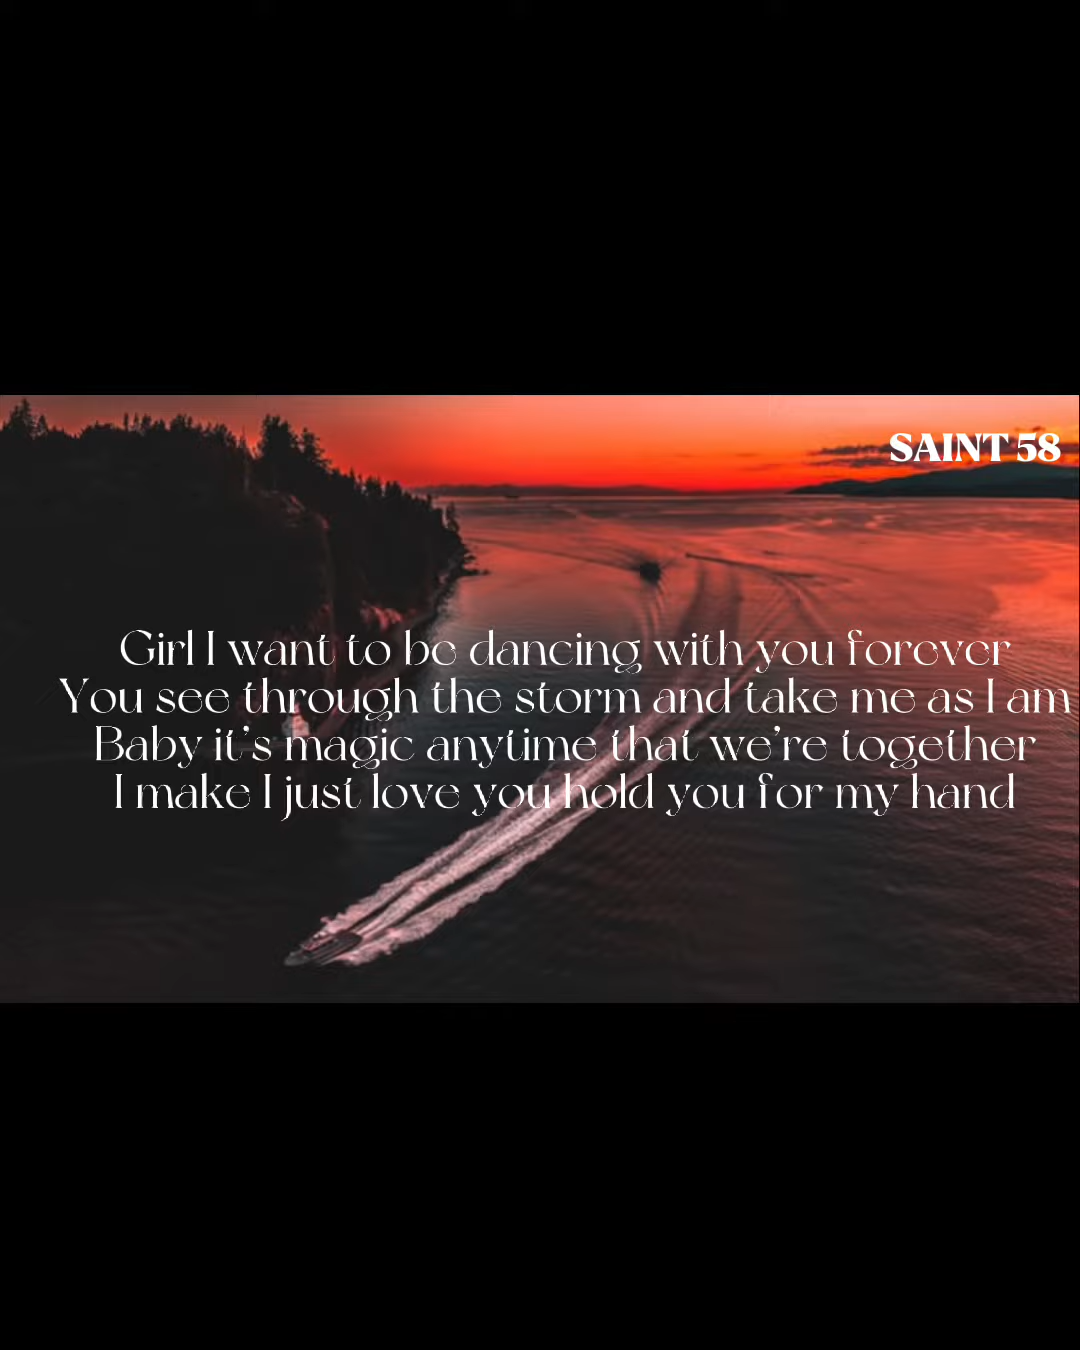 SAINT 58
Girl I want to be dancing with you forever
You see through the storm and take me as I am
Baby it's magic anytime that we're together
I make I just love you hold you for my hand